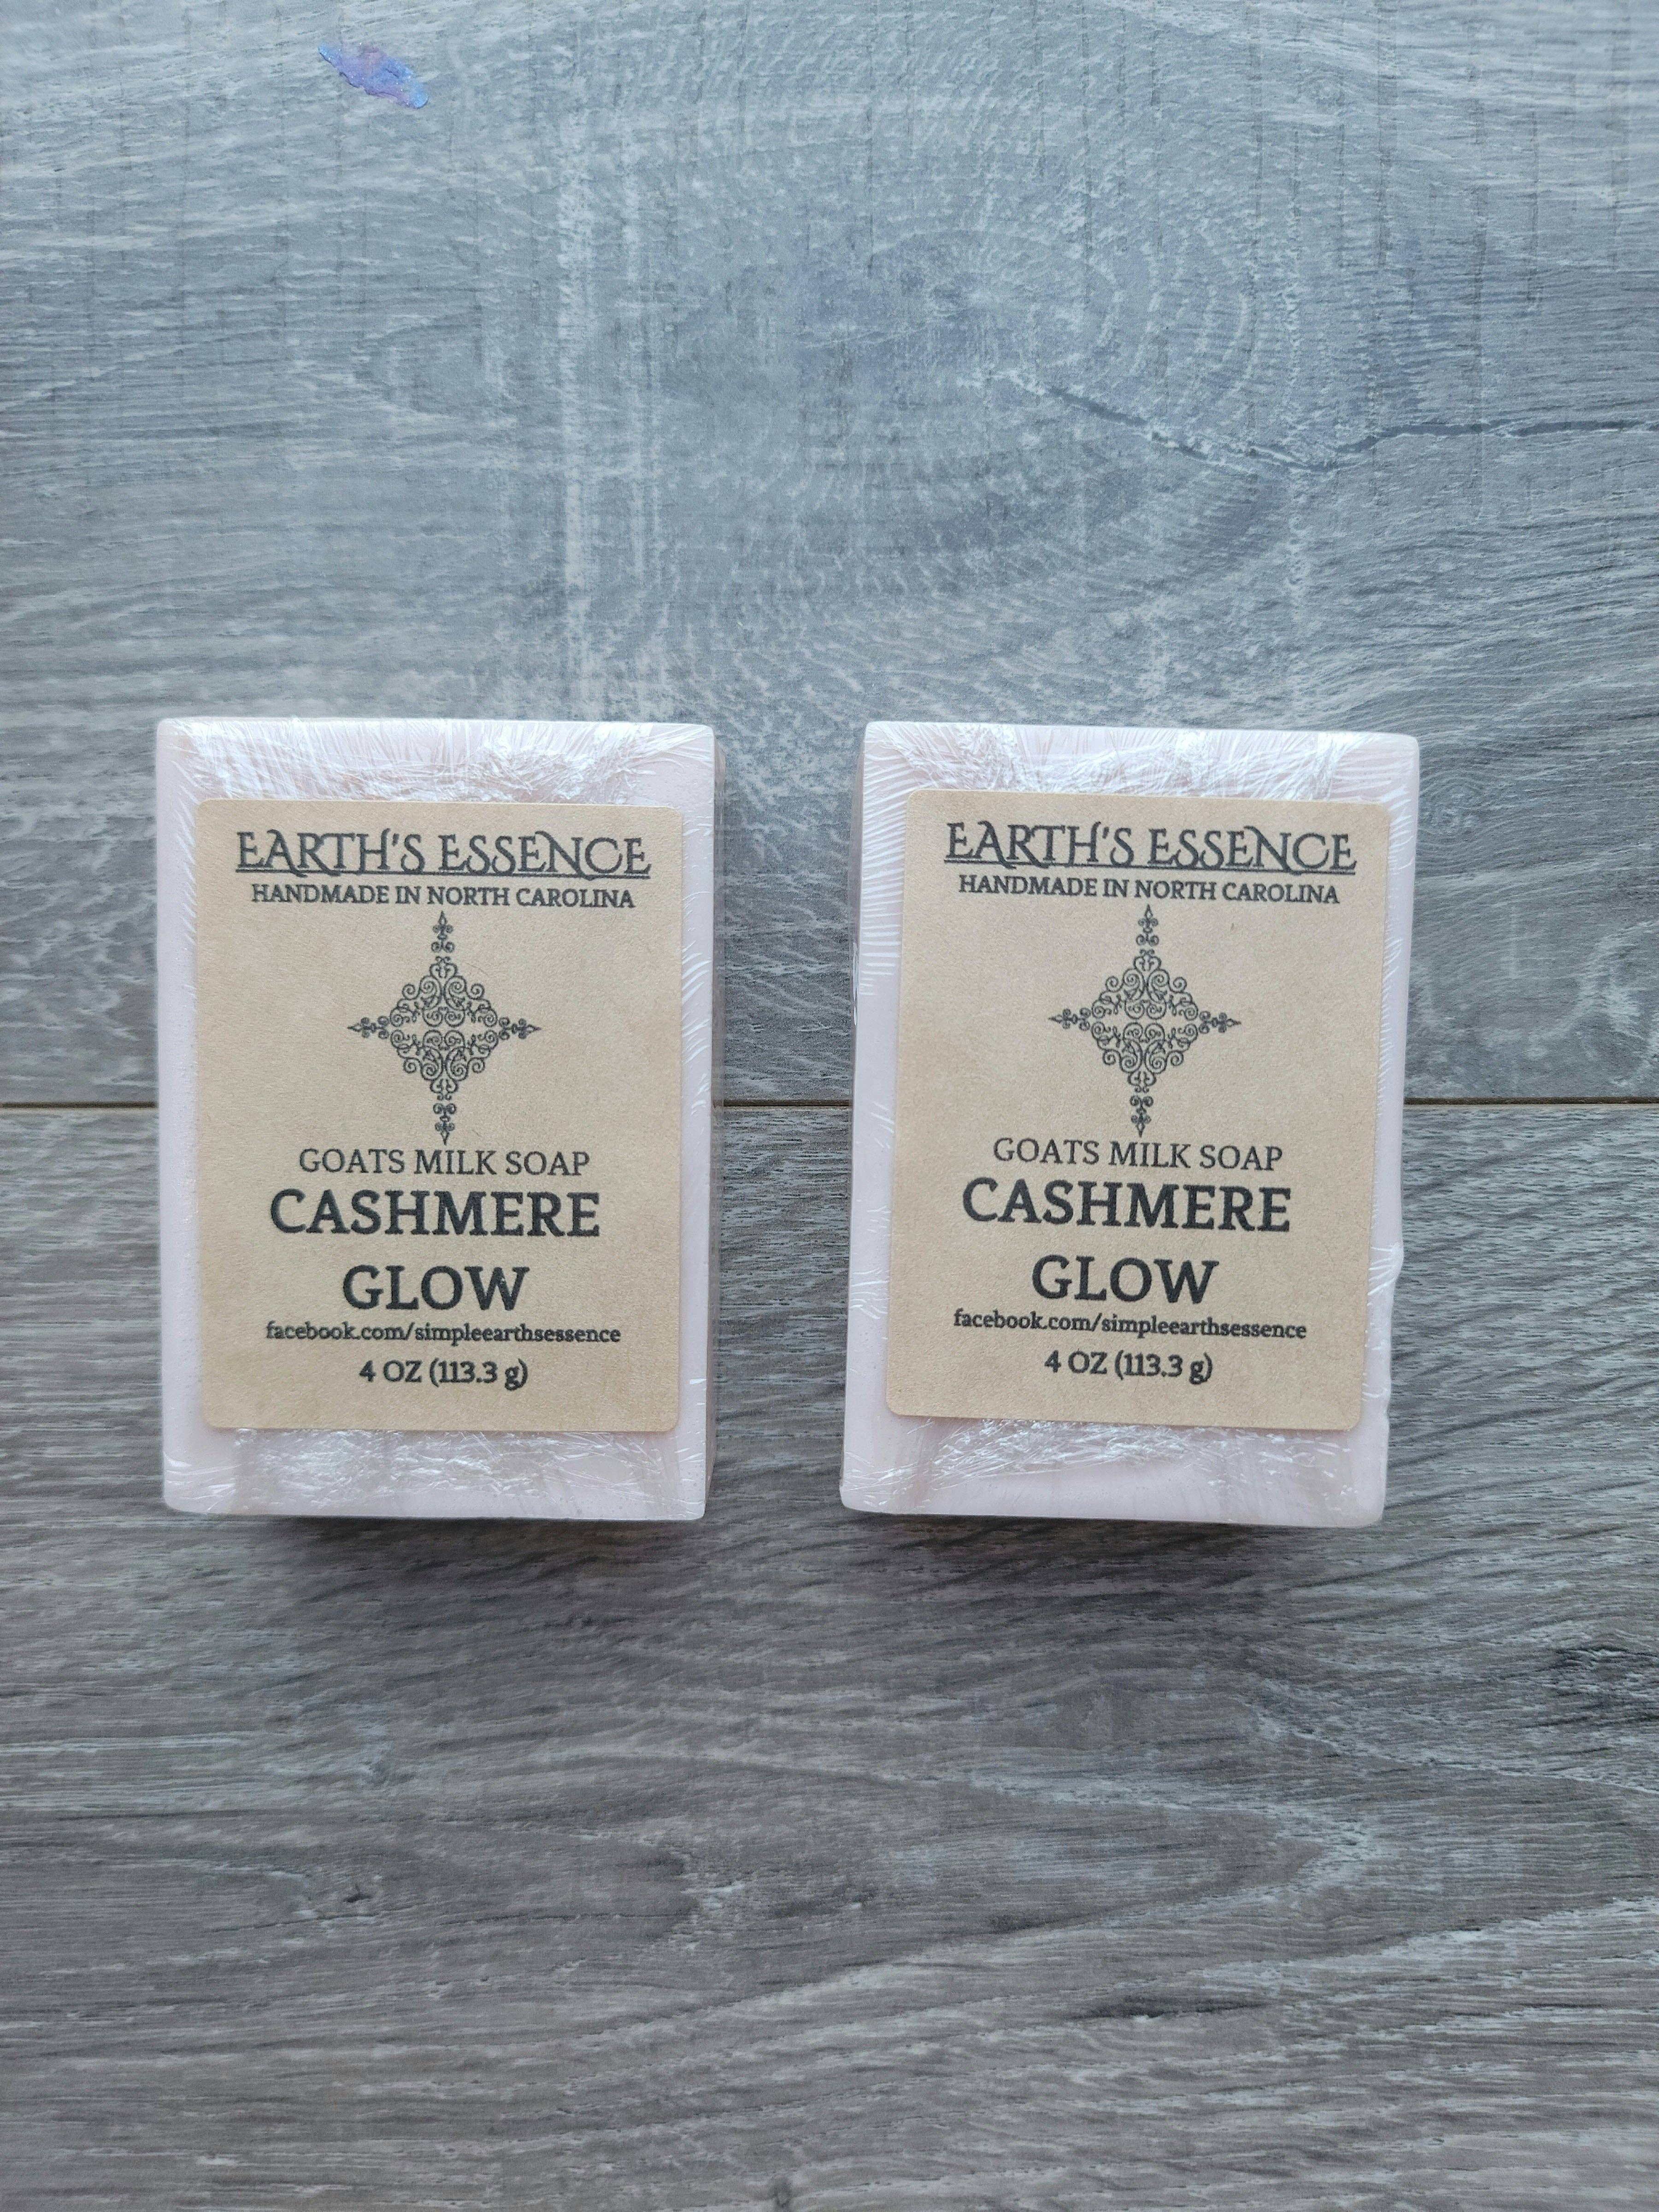 EARTH'S ESSENCE
HANDMADE IN NORTH CAROLINA
GOATS MILK SOAP
CASHMERE
GLOW
facebook.com/simpleearthsessence
4 OZ (113.3 g)
EARTH'S ESSENCE
HANDMADE IN NORTH CAROLINA
GOATS MILK SOAP
CASHMERE
GLOW
facebook.com/simpleearthsessence
4 OZ (113.3 g)